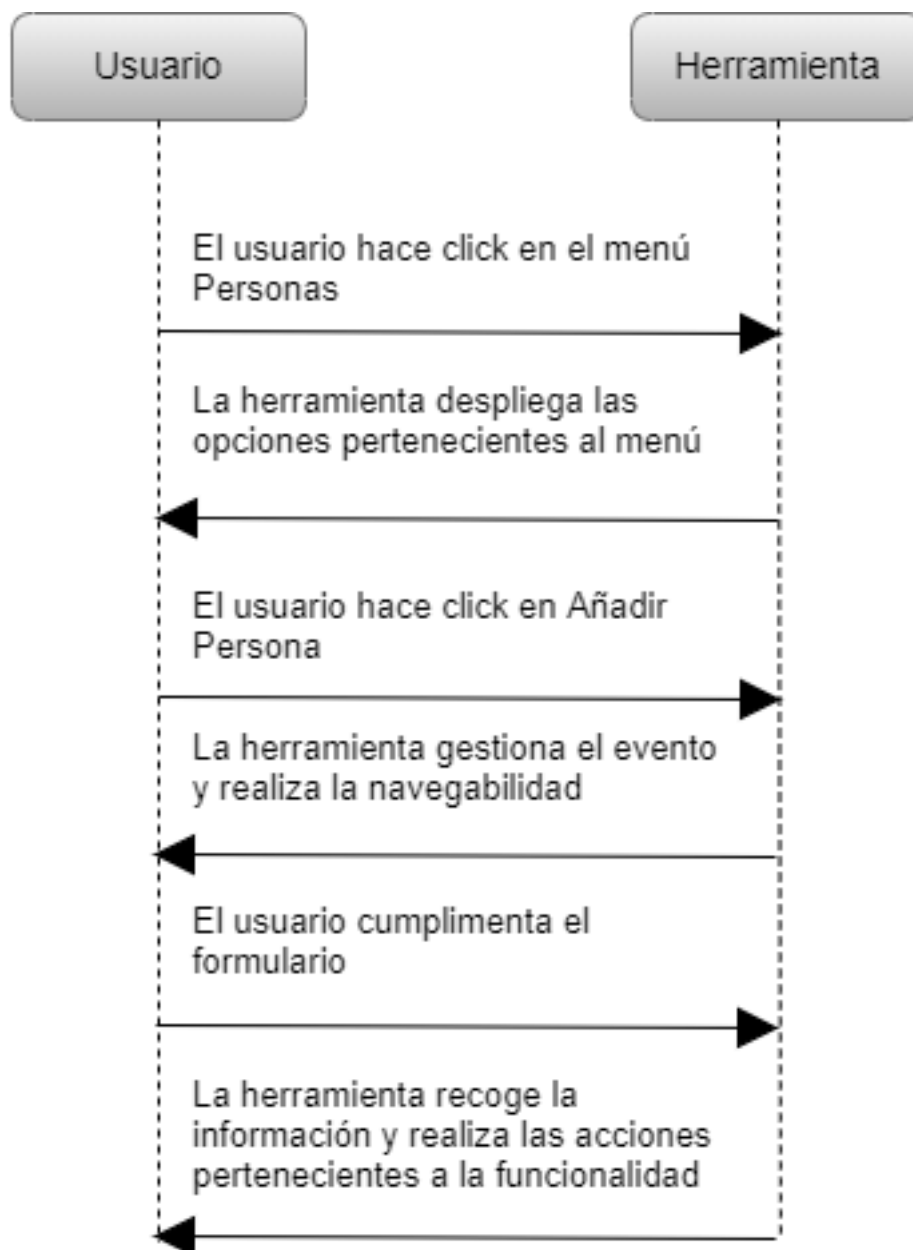 Usuario
Herramienta
El usuario hace click en el menú
Personas
La herramienta despliega las
opciones pertenecientes al menú
El usuario hace click en Añadir
Persona
La herramienta gestiona el evento
y realiza la navegabilidad
El usuario cumplimenta el
formulario
La herramienta recoge la
información y realiza las acciones
pertenecientes a la funcionalidad